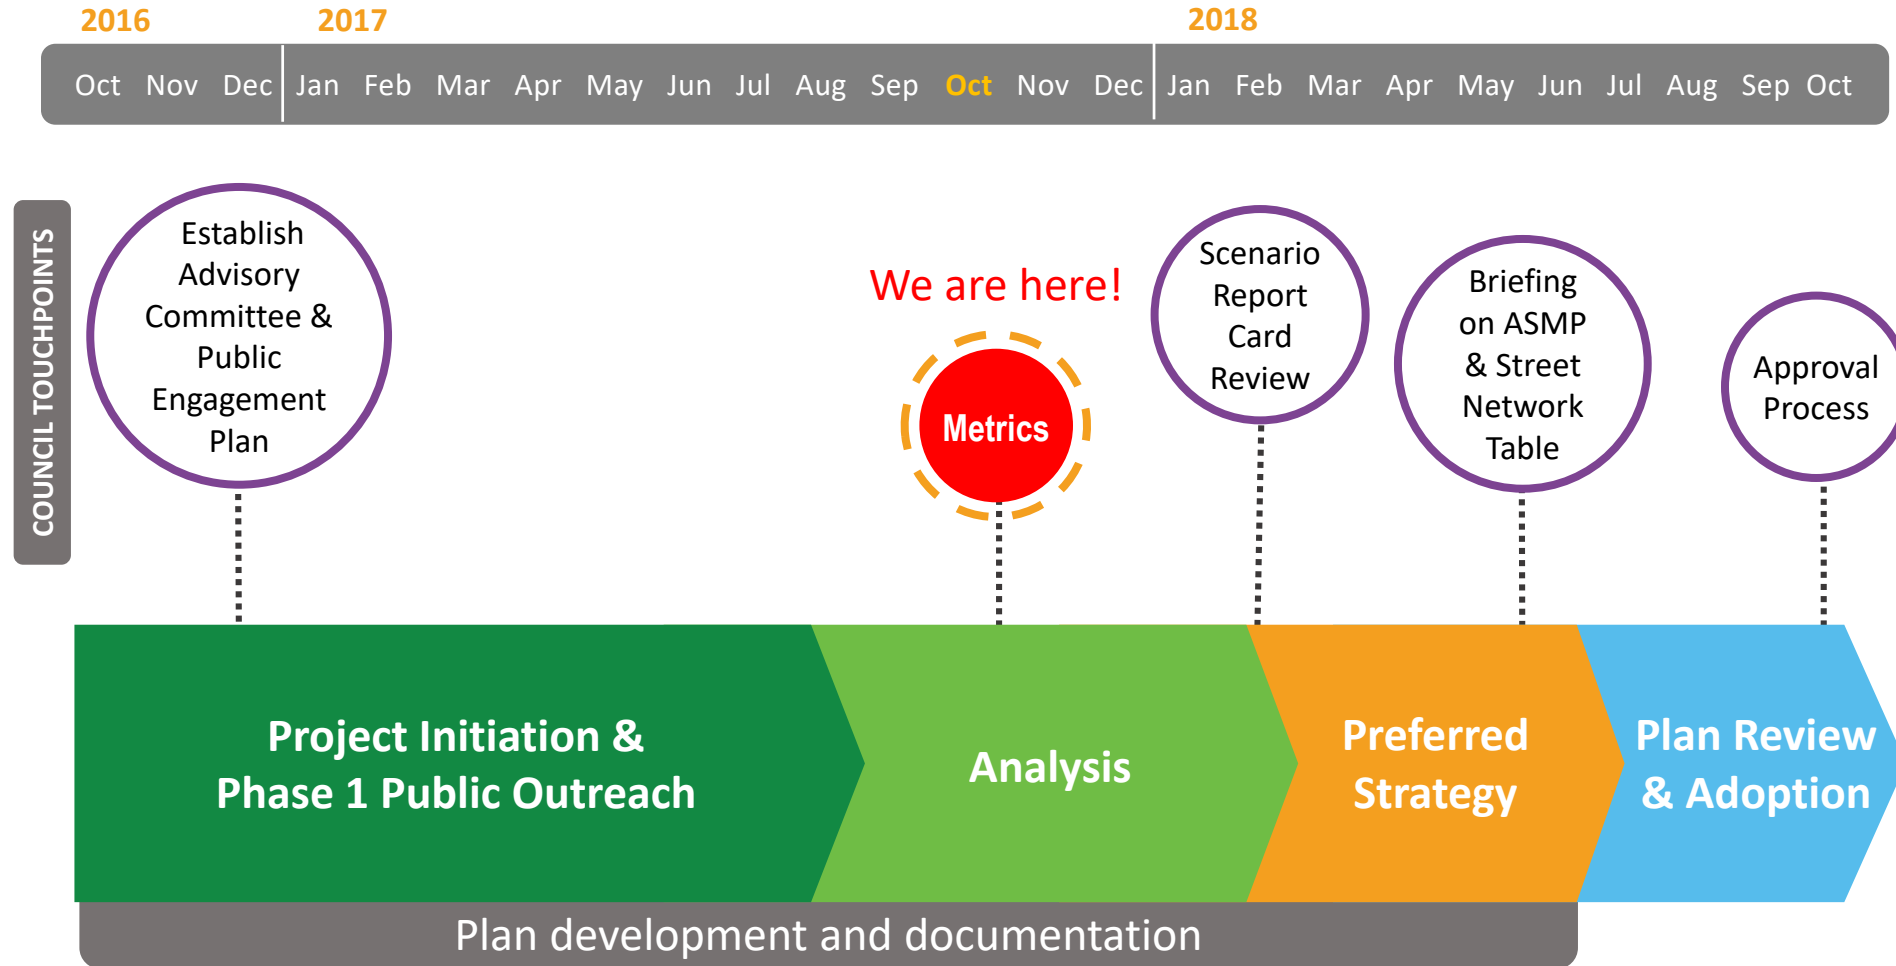 2016 2017 2018
Oct Nov Dec Jan Feb Mar Apr May Jun Jul Aug Sep Oct Nov Dec Jan Feb Mar Apr May Jun Jul Aug Sep Oct
COUNCIL TOUCHPOINTS
Establish
Advisory
Committee &
Public
Engagement
Plan
We are here!
Metrics
Scenario
Report
Card
Review
Briefing
on ASMP
& Street
Network
Table
Approval
Process
Project Initiation &
Phase 1 Public Outreach
Analysis
Preferred
Strategy
Plan Review
& Adoption
Plan development and documentation